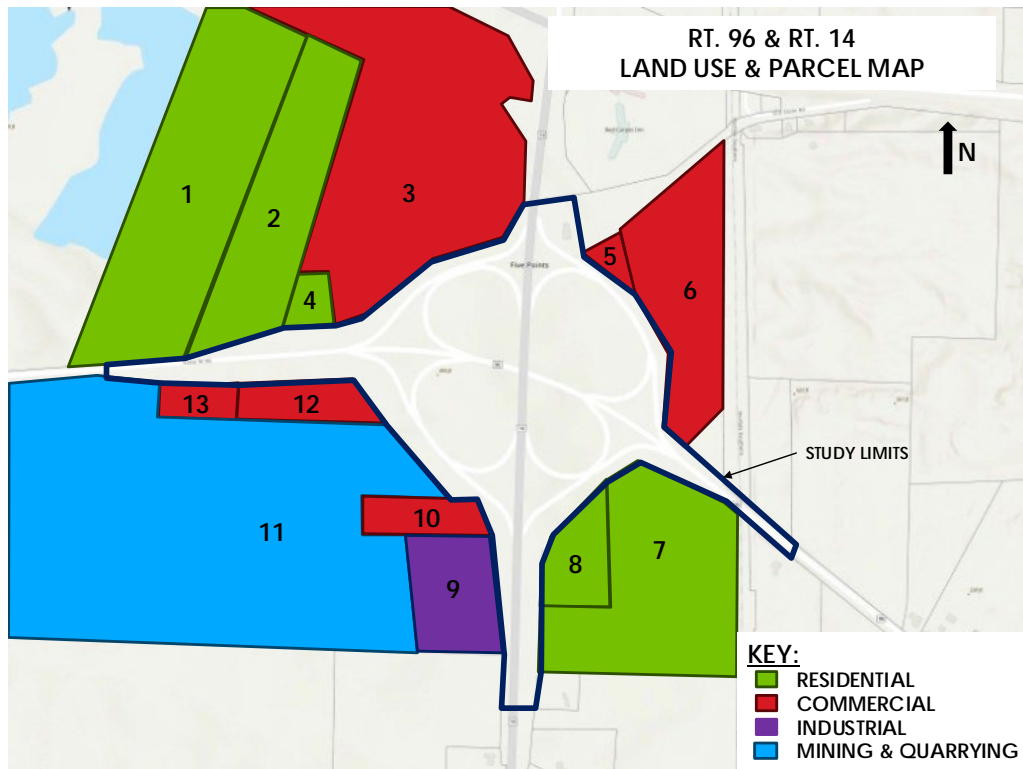 RT. 96 & RT. 14
LAND USE & PARCEL MAP
N
1
2
3
4
5
6
Five Points
13
12
STUDY LIMITS
11
10
9
8
7
KEY:
RESIDENTIAL
COMMERCIAL
INDUSTRIAL
MINING & QUARRYING